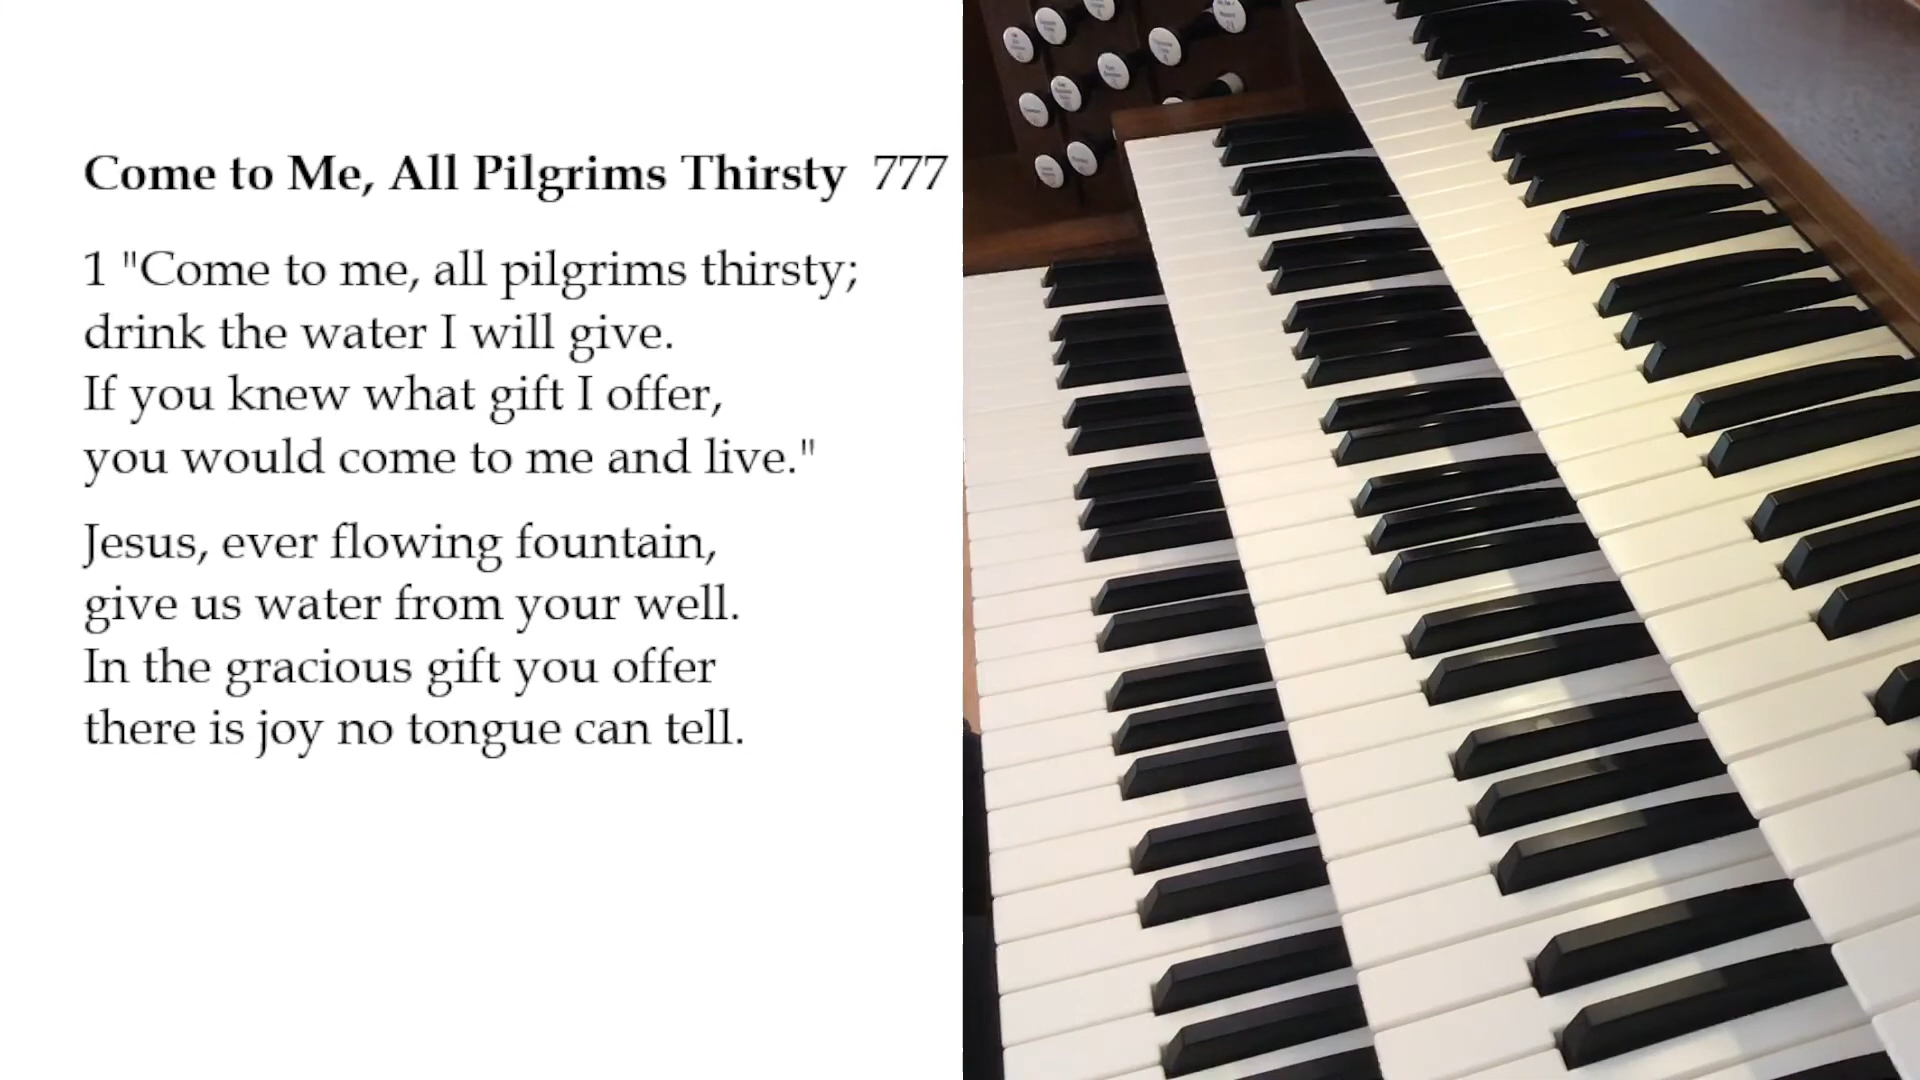 Come to Me, All Pilgrims Thirsty 777
1 "Come to me, all pilgrims thirsty;
drink the water I will give.
If you knew what gift I offer,
you would come to me and live."
Jesus, ever flowing fountain,
give us water from your well.
In the gracious gift you offer
there is joy no tongue can tell.